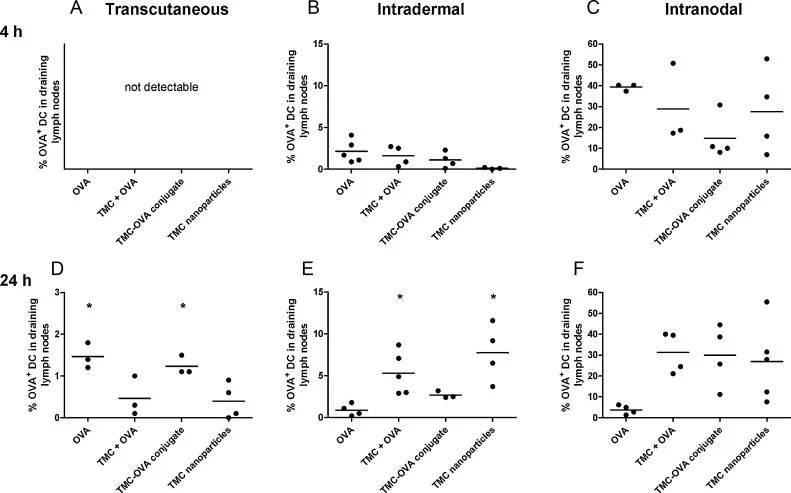 A Transcutaneous
B Intradermal
C Intranodal
4 h
% OVA+ DC in draining
lymph nodes
not detectable
OVA
TMC + OVA
TMC-OVA conjugate
TMC nanoparticles
% OVA+ DC in draining
lymph nodes
15
10
5
0
OVA
TMC + OVA
TMC-OVA conjugate
TMC nanoparticles
% OVA+ DC in draining
lymph nodes
60
50
40
30
20
10
0
OVA
TMC + OVA
TMC-OVA conjugate
TMC nanoparticles
24 h
D
% OVA+ DC in draining
lymph nodes
3
2
1
0
* *
OVA
TMC + OVA
TMC-OVA conjugate
TMC nanoparticles
E
% OVA+ DC in draining
lymph nodes
15
10
5
0
* *
OVA
TMC + OVA
TMC-OVA conjugate
TMC nanoparticles
F
% OVA+ DC in draining
lymph nodes
60
50
40
30
20
10
0
OVA
TMC + OVA
TMC-OVA conjugate
TMC nanoparticles